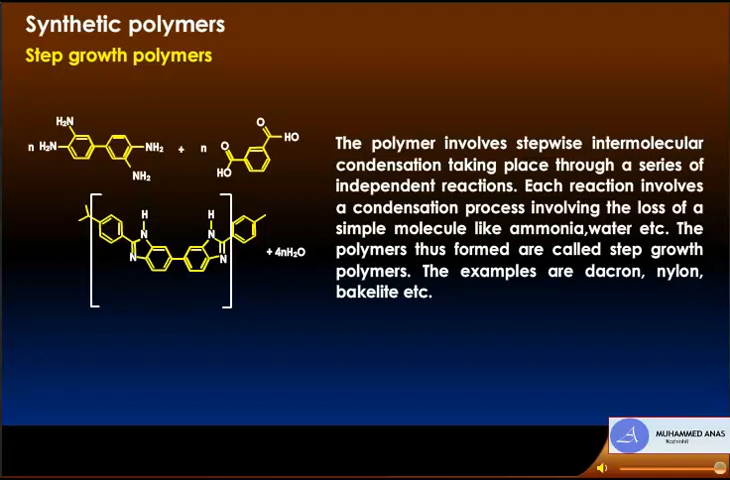 Synthetic polymers
Step growth polymers
H₂N
n H₂N
NH₂
NH₂
+ n
O
HO
O
HO
H
N
N
H
N
N
+ 4nH₂O
The polymer involves stepwise intermolecular
condensation taking place through a series of
independent reactions. Each reaction involves
a condensation process involving the loss of a
simple molecule like ammonia,water etc. The
polymers thus formed are called step growth
polymers. The examples are dacron, nylon,
bakelite etc.
A
MUHAMMED ANAS